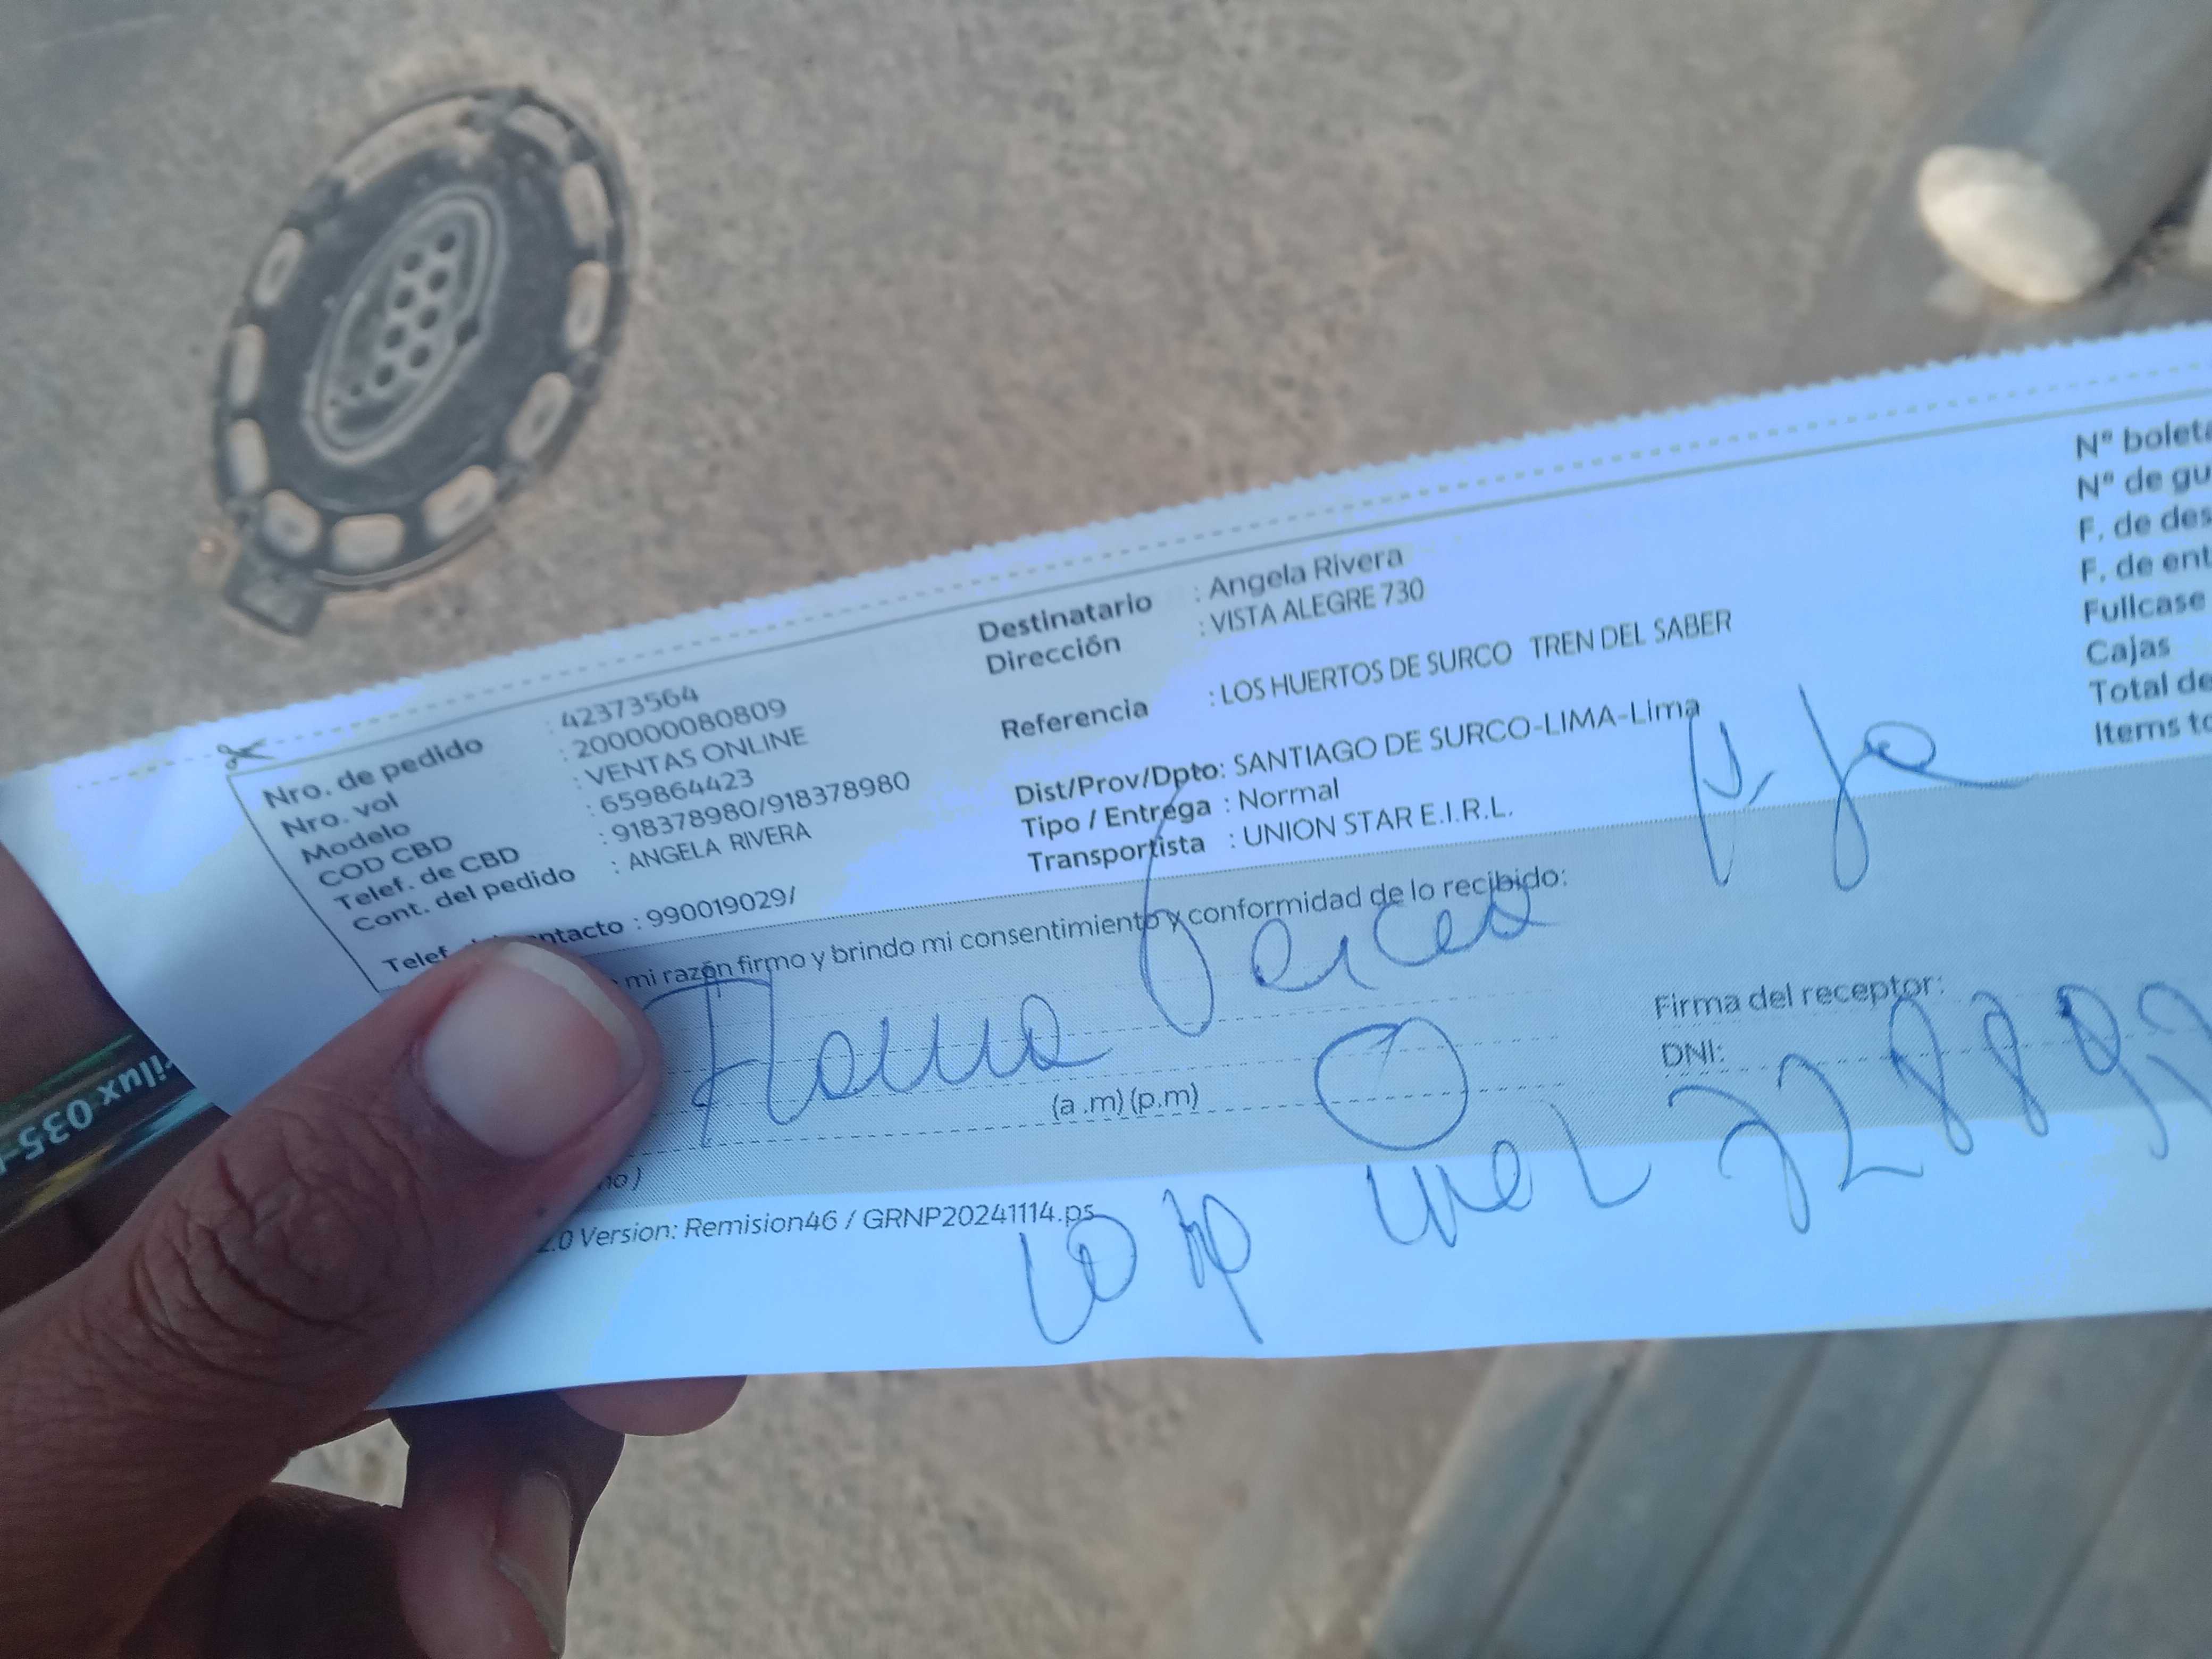 Nro. de pedido : 42373564
Nro. vol : 200000080809
Modelo : VENTAS ONLINE
COD CBD : 659864423
Telef. de CBD : 918378980/918378980
Cont. del pedido : ANGELA RIVERA
Telef. contacto : 990019029/
Destinatario : Angela Rivera
Dirección : VISTA ALEGRE 730
Referencia : LOS HUERTOS DE SURCO TREN DEL SABER
Dist/Prov/Dpto: SANTIAGO DE SURCO-LIMA-Lima
Tipo / Entrega : Normal
Transportista : UNION STAR E.I.R.L.
N° boleta
N° de gu
F. de des
F. de ent
Fullcase
Cajas
Total de
Items to
mi razón firmo y brindo mi consentimiento y conformidad de lo recibido:
Firma del receptor:
DNI:
(a .m) (p.m)
no)
2.0 Version: Remision46 / GRNP20241114.ps
rilux 035-